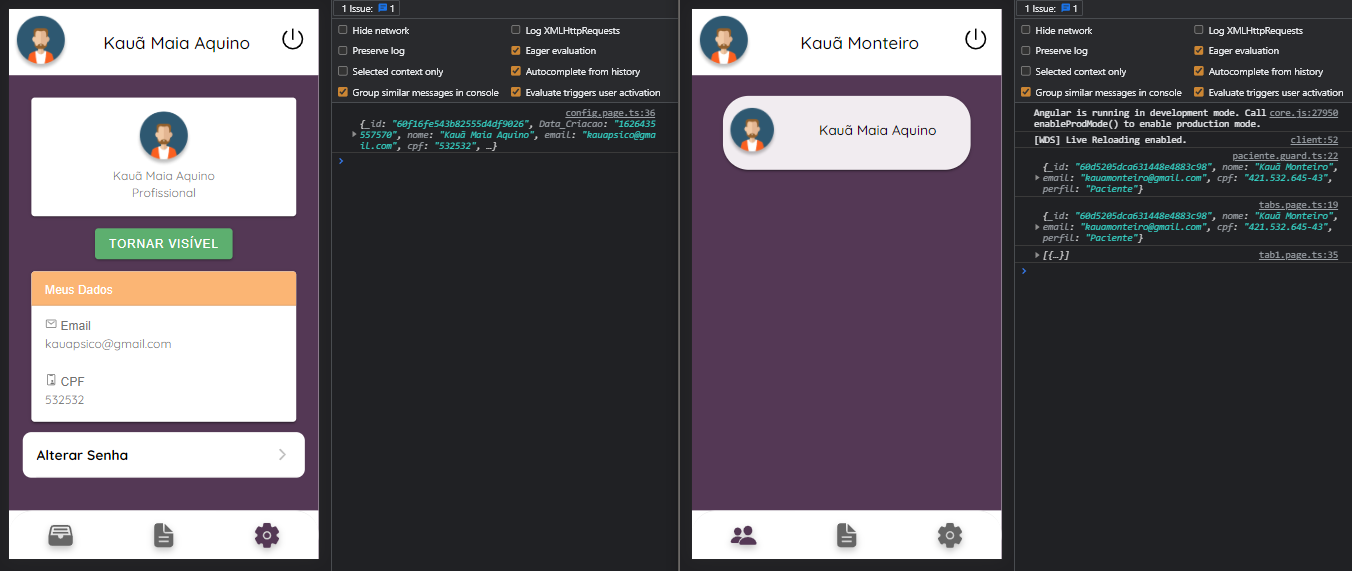 Kauã Maia Aquino
Kauã Maia Aquino
Profissional
TORNAR VISÍVEL
Meus Dados
Email
kauapsico@gmail.com
CPF
532532
Alterar Senha
1 Issue: 1
Hide network
Log XMLHttpRequests
Preserve log
Eager evaluation
Selected context only
Autocomplete from history
Group similar messages in console
Evaluate triggers user activation
config.page.ts:36
{_id: "60f16fe543b82555d4df9026", Data_Criacao: "1626435
557570", nome: "Kauã Maia Aquino", email: "kauapsico@gma
il.com", cpf: "532532", …}
Kauã Monteiro
Kauã Maia Aquino
1 Issue: 1
Hide network
Log XMLHttpRequests
Preserve log
Eager evaluation
Selected context only
Autocomplete from history
Group similar messages in console
Evaluate triggers user activation
Angular is running in development mode. Call core.js:27950
enableProdMode() to enable production mode.
[WDS] Live Reloading enabled. client:52
paciente.guard.ts:22
{_id: "60d5205dca631448e4883c98", nome: "Kauã Monteiro",
email: "kauamonteiro@gmail.com", cpf: "421.532.645-43",
perfil: "Paciente"}
tabs.page.ts:19
{_id: "60d5205dca631448e4883c98", nome: "Kauã Monteiro",
email: "kauamonteiro@gmail.com", cpf: "421.532.645-43",
perfil: "Paciente"}
[{…}] tab1.page.ts:35